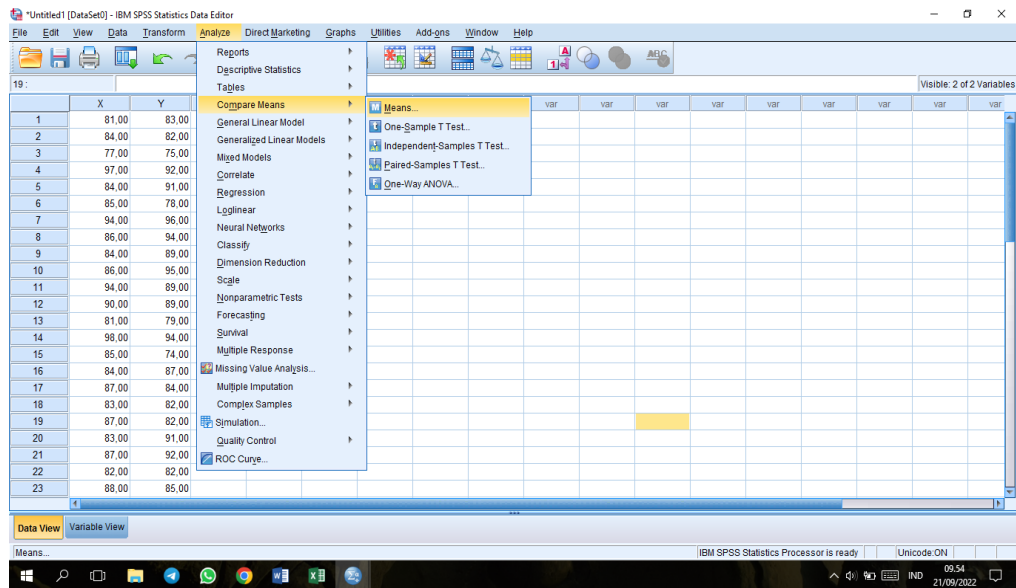 *Untitled1 [DataSet0] - IBM SPSS Statistics Data Editor
File Edit View Data Transform Analyze Direct Marketing Graphs Utilities Add-ons Window Help
19 :
Visible: 2 of 2 Variables
X Y var var var var var var var var var
1 81,00 83,00
2 84,00 82,00
3 77,00 75,00
4 97,00 92,00
5 84,00 91,00
6 85,00 78,00
7 94,00 96,00
8 86,00 94,00
9 84,00 89,00
10 86,00 95,00
11 94,00 89,00
12 90,00 89,00
13 81,00 79,00
14 98,00 94,00
15 85,00 74,00
16 84,00 87,00
17 87,00 84,00
18 83,00 82,00
19 87,00 82,00
20 83,00 91,00
21 87,00 92,00
22 82,00 82,00
23 88,00 85,00
Reports
Descriptive Statistics
Tables
Compare Means
General Linear Model
Generalized Linear Models
Mixed Models
Correlate
Regression
Loglinear
Neural Networks
Classify
Dimension Reduction
Scale
Nonparametric Tests
Forecasting
Survival
Multiple Response
Missing Value Analysis...
Multiple Imputation
Complex Samples
Simulation...
Quality Control
ROC Curve...
Means...
One-Sample T Test...
Independent-Samples T Test...
Paired-Samples T Test...
One-Way ANOVA...
Data View Variable View
Means...
IBM SPSS Statistics Processor is ready
Unicode:ON
IND
09.54
21/09/2022